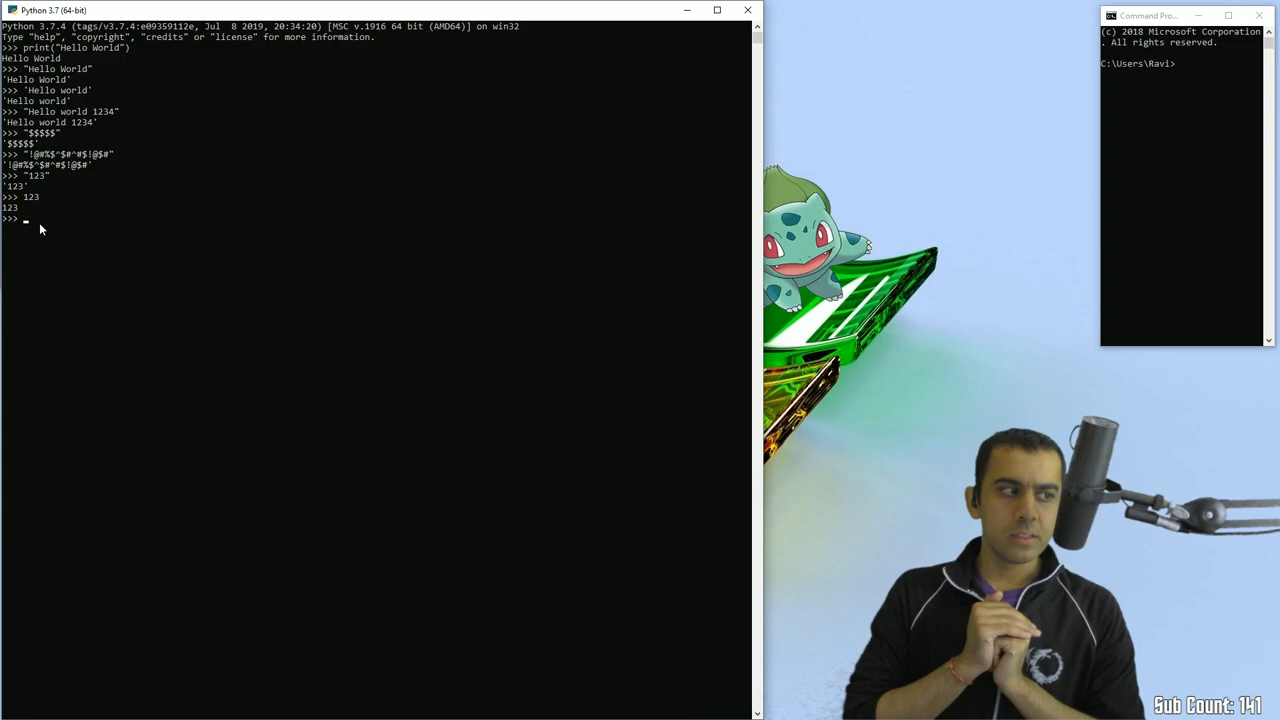 Python 3.7 (64-bit)
Python 3.7.4 (tags/v3.7.4:e09359112e, Jul  8 2019, 20:34:20) [MSC v.1916 64 bit (AMD64)] on win32
Type "help", "copyright", "credits" or "license" for more information.
>>> print("Hello World")
Hello World
>>> "Hello World"
'Hello World'
>>> 'Hello world'
'Hello world'
>>> "Hello world 1234"
'Hello world 1234'
>>> "$$$$$"
'$$$$$'
>>> "!@#%$^$#^#$!@$#"
'!@#%$^$#^#$!@$#'
>>> "123"
'123'
>>> 123
123
>>>
Command Pro...
(c) 2018 Microsoft Corporation
. All rights reserved.
C:\Users\Ravi>
Sub Count: 141